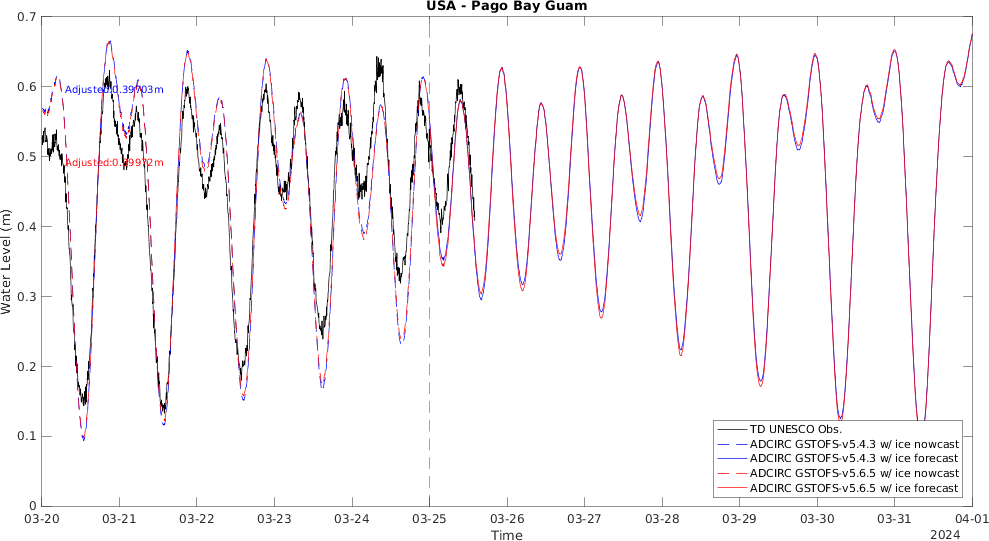 USA - Pago Bay Guam
0.7
0.6
0.5
0.4
0.3
0.2
0.1
0
Water Level (m)
Adjusted:0.39703m
Adjusted:0.39972m
TD UNESCO Obs.
ADCIRC GSTOFS-v5.4.3 w/ ice nowcast
ADCIRC GSTOFS-v5.4.3 w/ ice forecast
ADCIRC GSTOFS-v5.6.5 w/ ice nowcast
ADCIRC GSTOFS-v5.6.5 w/ ice forecast
03-20 03-21 03-22 03-23 03-24 03-25 03-26 03-27 03-28 03-29 03-30 03-31 04-01
Time
2024